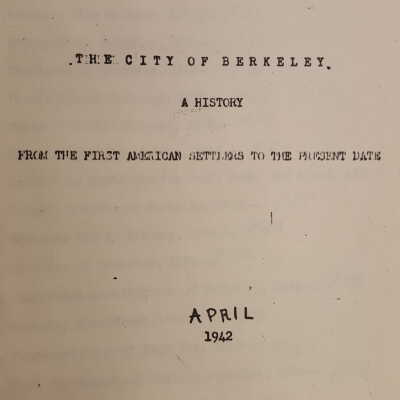 THE CITY OF BERKELEY
A HISTORY
FROM THE FIRST AMERICAN SETTLERS TO THE PRESENT DATE
APRIL
1942